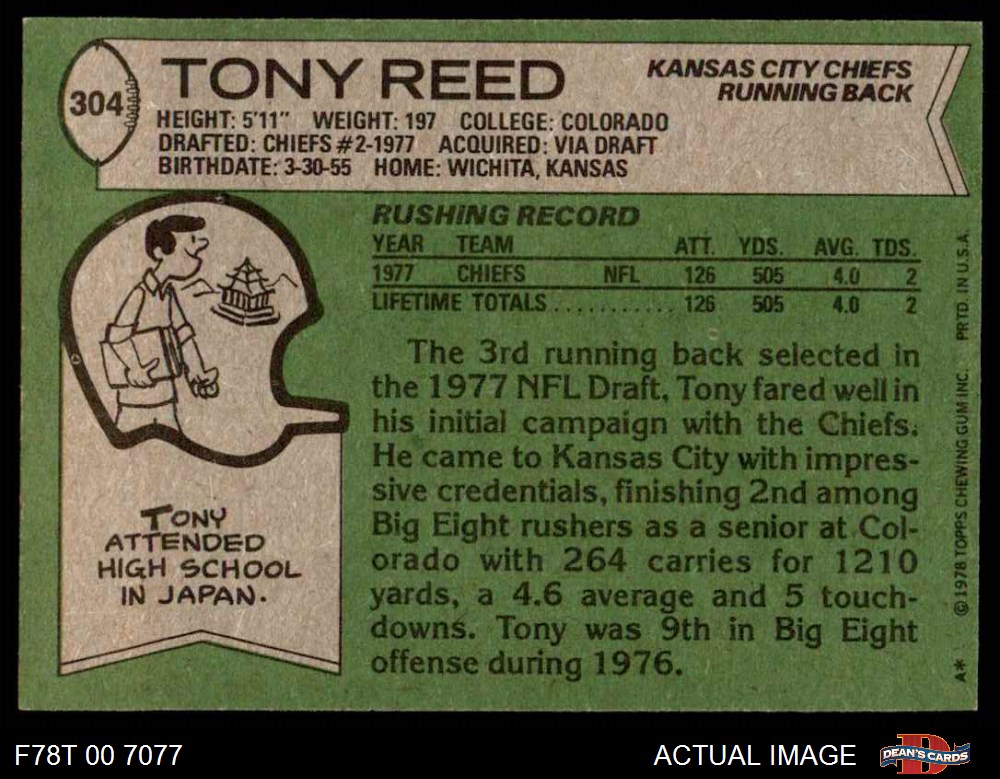 304
TONY REED
KANSAS CITY CHIEFS
RUNNING BACK
HEIGHT: 5'11" WEIGHT: 197 COLLEGE: COLORADO
DRAFTED: CHIEFS #2-1977 ACQUIRED: VIA DRAFT
BIRTHDATE: 3-30-55 HOME: WICHITA, KANSAS
RUSHING RECORD
YEAR TEAM ATT. YDS. AVG. TDS.
1977 CHIEFS NFL 126 505 4.0 2
LIFETIME TOTALS ........... 126 505 4.0 2
The 3rd running back selected in
the 1977 NFL Draft, Tony fared well in
his initial campaign with the Chiefs.
He came to Kansas City with impres-
sive credentials, finishing 2nd among
Big Eight rushers as a senior at Col-
orado with 264 carries for 1210
yards, a 4.6 average and 5 touch-
downs. Tony was 9th in Big Eight
offense during 1976.
TONY
ATTENDED
HIGH SCHOOL
IN JAPAN.
A* © 1978 TOPPS CHEWING GUM INC. PRTD. IN U.S.A.
F78T 00 7077
ACTUAL IMAGE
D
DEAN'S CARDS